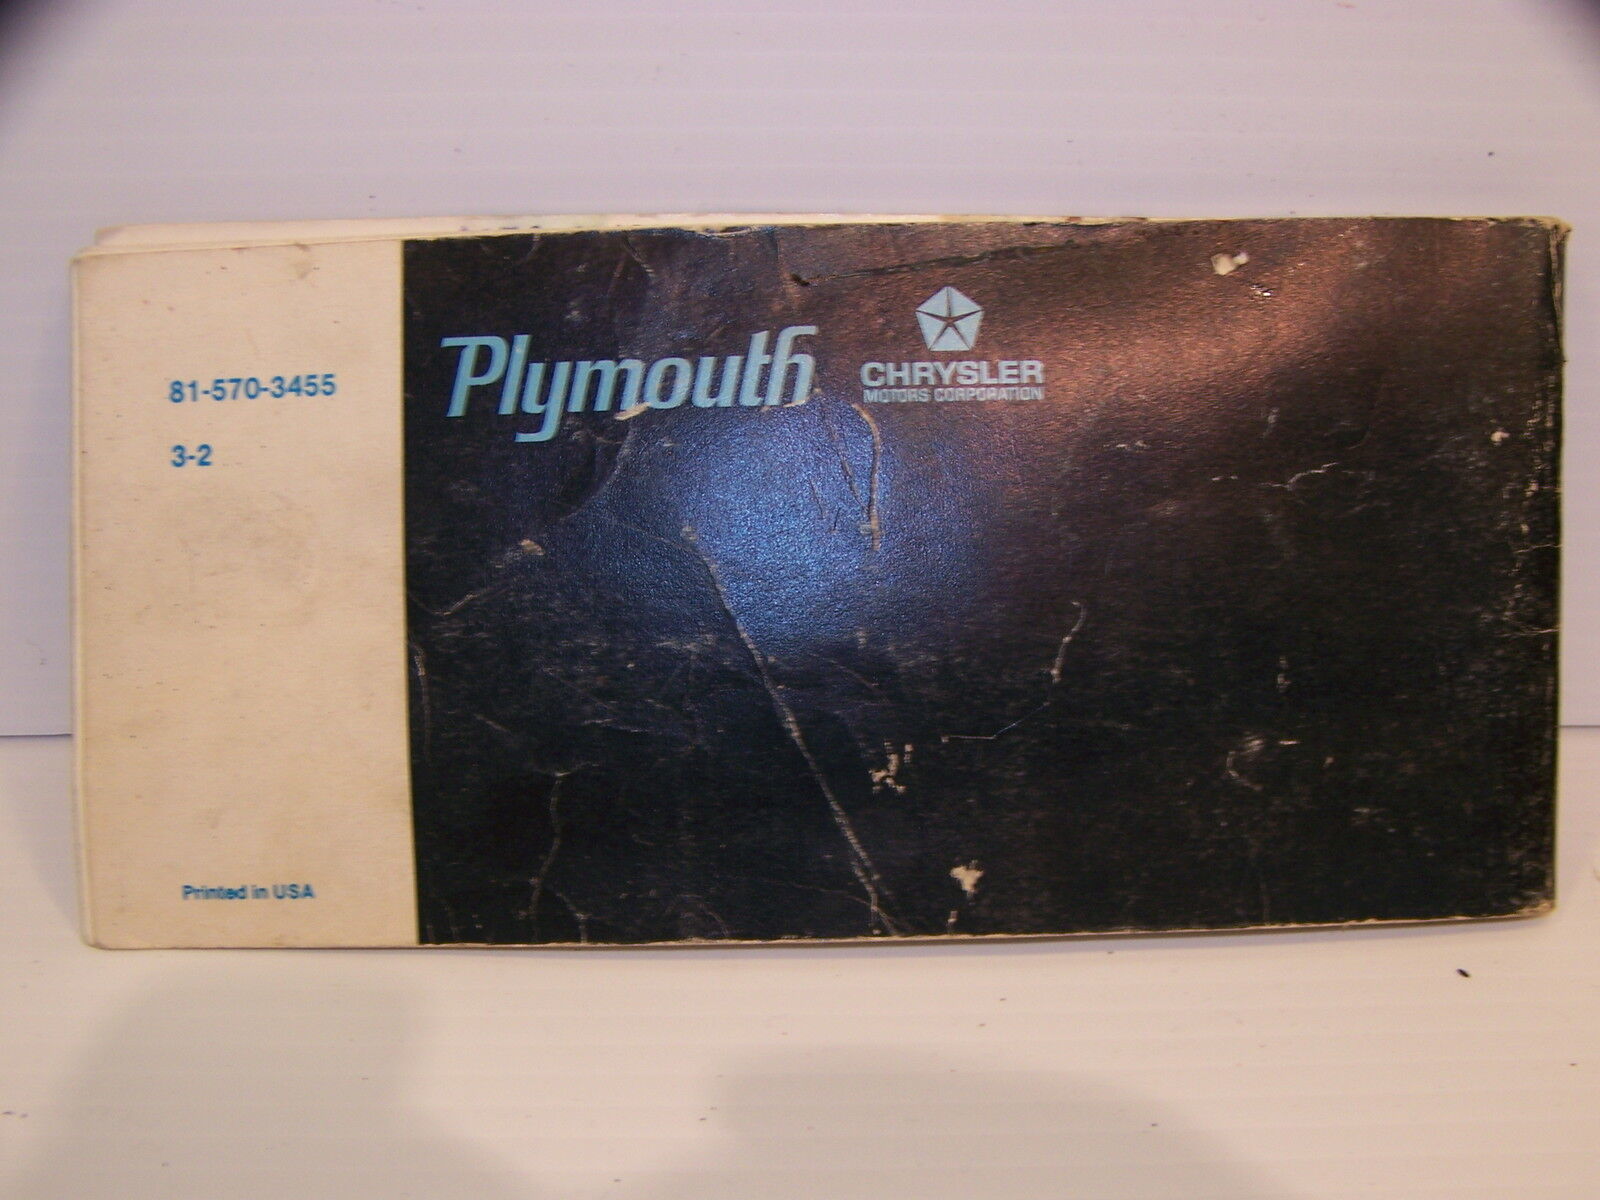 81-570-3455
3-2
Printed in USA
Plymouth
CHRYSLER
MOTORS CORPORATION